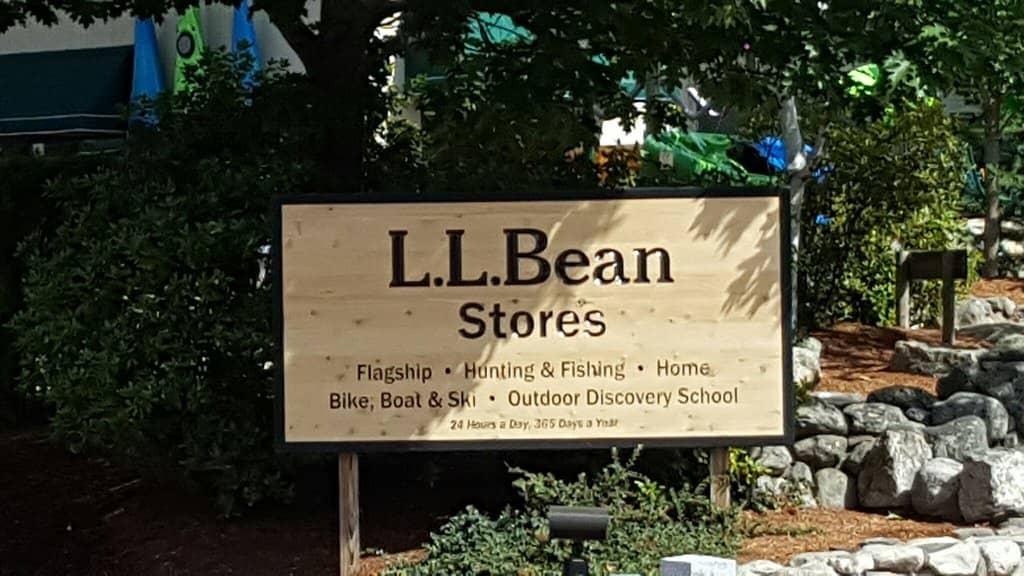 L.L.Bean
Stores
Flagship • Hunting & Fishing • Home
Bike, Boat & Ski • Outdoor Discovery School
24 Hours a Day, 365 Days a Year